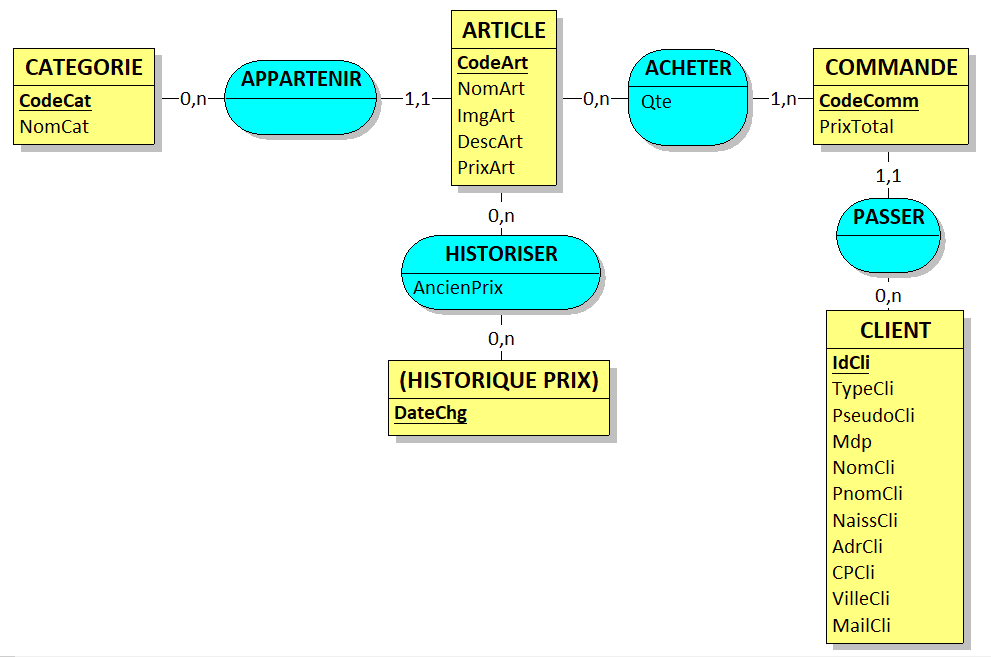 CATEGORIE
CodeCat
NomCat
0,n
APPARTENIR
1,1
ARTICLE
CodeArt
NomArt
ImgArt
DescArt
PrixArt
0,n
ACHETER
Qte
1,n
COMMANDE
CodeComm
PrixTotal
0,n
HISTORISER
AncienPrix
0,n
(HISTORIQUE PRIX)
DateChg
1,1
PASSER
0,n
CLIENT
IdCli
TypeCli
PseudoCli
Mdp
NomCli
PnomCli
NaissCli
AdrCli
CPCli
VilleCli
MailCli